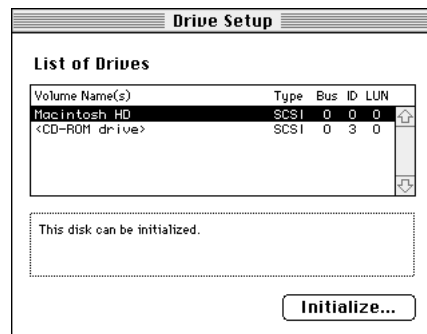 Drive Setup
List of Drives
Volume Name(s) Type Bus ID LUN
Macintosh HD SCSI 0 0 0
<CD-ROM drive> SCSI 0 3 0
This disk can be initialized.
Initialize...